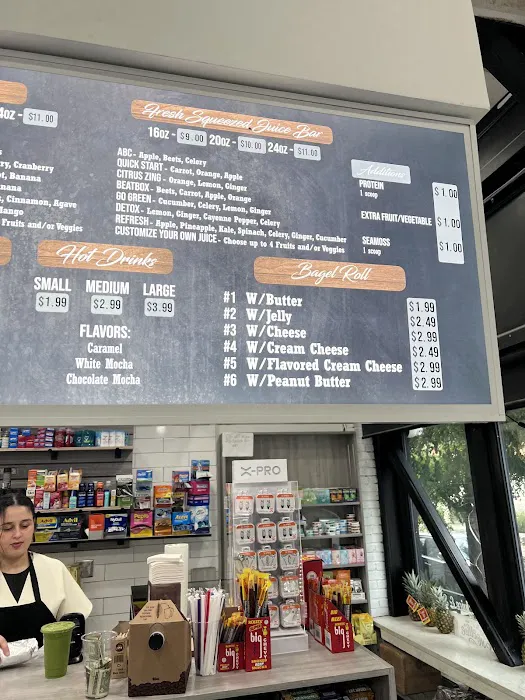 4oz - $11.00
ry, Cranberry
ot, Banana
nana
s, Cinnamon, Agave
Mango
Fruits and/or Veggies
Fresh Squeezed Juice Bar
16oz - $9.00 20oz - $10.00 24oz - $11.00
ABC - Apple, Beets, Celery
QUICK START - Carrot, Orange, Apple
CITRUS ZING - Orange, Lemon, Ginger
BEATBOX - Beets, Carrot, Apple, Orange
GO GREEN - Cucumber, Celery, Lemon, Ginger
DETOX - Lemon, Ginger, Cayenne Pepper, Celery
REFRESH - Apple, Pineapple, Kale, Spinach, Celery, Ginger, Cucumber
CUSTOMIZE YOUR OWN JUICE - Choose up to 4 Fruits and/or Veggies
Additions
PROTEIN $1.00
1 scoop
EXTRA FRUIT/VEGETABLE $1.00
SEAMOSS $1.00
1 scoop
Hot Drinks
SMALL MEDIUM LARGE
$1.99 $2.99 $3.99
FLAVORS:
Caramel
White Mocha
Chocolate Mocha
Bagel Roll
#1 W/Butter $1.99
#2 W/Jelly $2.49
#3 W/Cheese $2.99
#4 W/Cream Cheese $2.49
#5 W/Flavored Cream Cheese $2.99
#6 W/Peanut Butter $2.99
X-PRO
Advil
big
big
BEEF